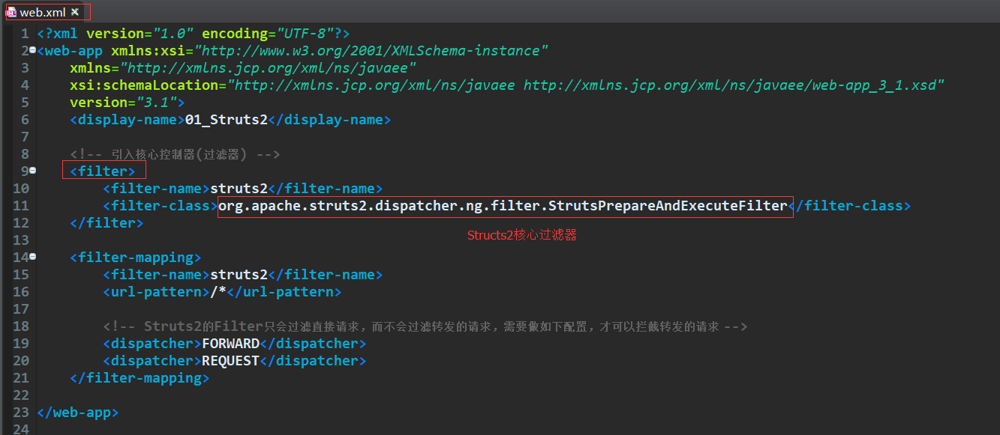 web.xml
1 <?xml version="1.0" encoding="UTF-8"?>
2 <web-app xmlns:xsi="http://www.w3.org/2001/XMLSchema-instance"
3 xmlns="http://xmlns.jcp.org/xml/ns/javaee"
4 xsi:schemaLocation="http://xmlns.jcp.org/xml/ns/javaee http://xmlns.jcp.org/xml/ns/javaee/web-app_3_1.xsd"
5 version="3.1">
6 <display-name>01_Struts2</display-name>
7
8 <!-- 引入核心控制器(过滤器) -->
9 <filter>
10 <filter-name>struts2</filter-name>
11 <filter-class>org.apache.struts2.dispatcher.ng.filter.StrutsPrepareAndExecuteFilter</filter-class>
12 </filter>
Structs2核心过滤器
13
14 <filter-mapping>
15 <filter-name>struts2</filter-name>
16 <url-pattern>/*</url-pattern>
17
18 <!-- Struts2的Filter只会过滤直接请求，而不会过滤转发的请求，需要做如下配置，才可以拦截转发的请求 -->
19 <dispatcher>FORWARD</dispatcher>
20 <dispatcher>REQUEST</dispatcher>
21 </filter-mapping>
22
23 </web-app>
24